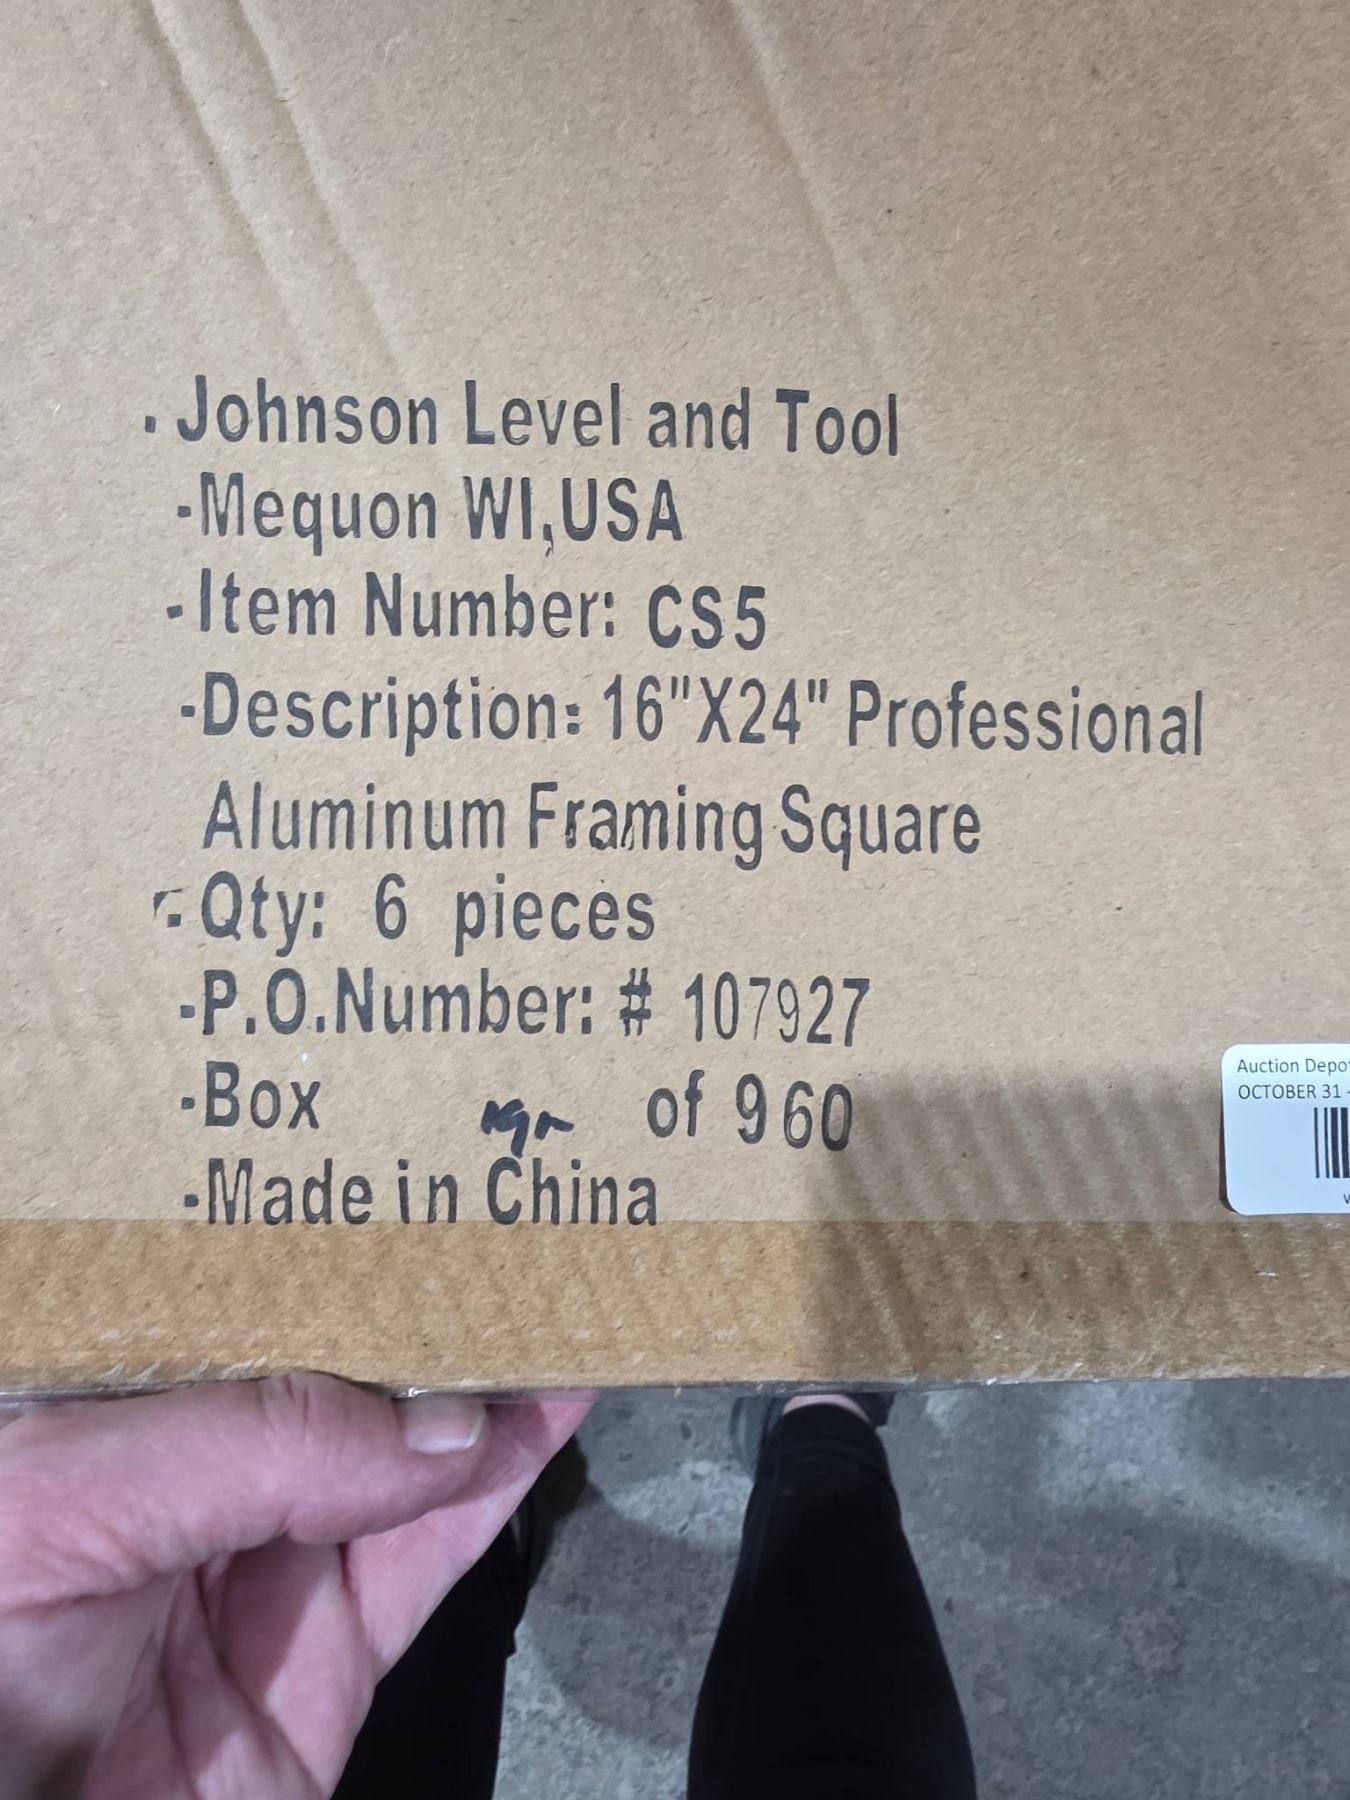 Johnson Level and Tool
-Mequon WI,USA
-Item Number: CS5
-Description: 16"X24" Professional
Aluminum Framing Square
-Qty: 6 pieces
-P.O.Number: # 107927
-Box of 960
-Made in China
Auction Depo
OCTOBER 31 -